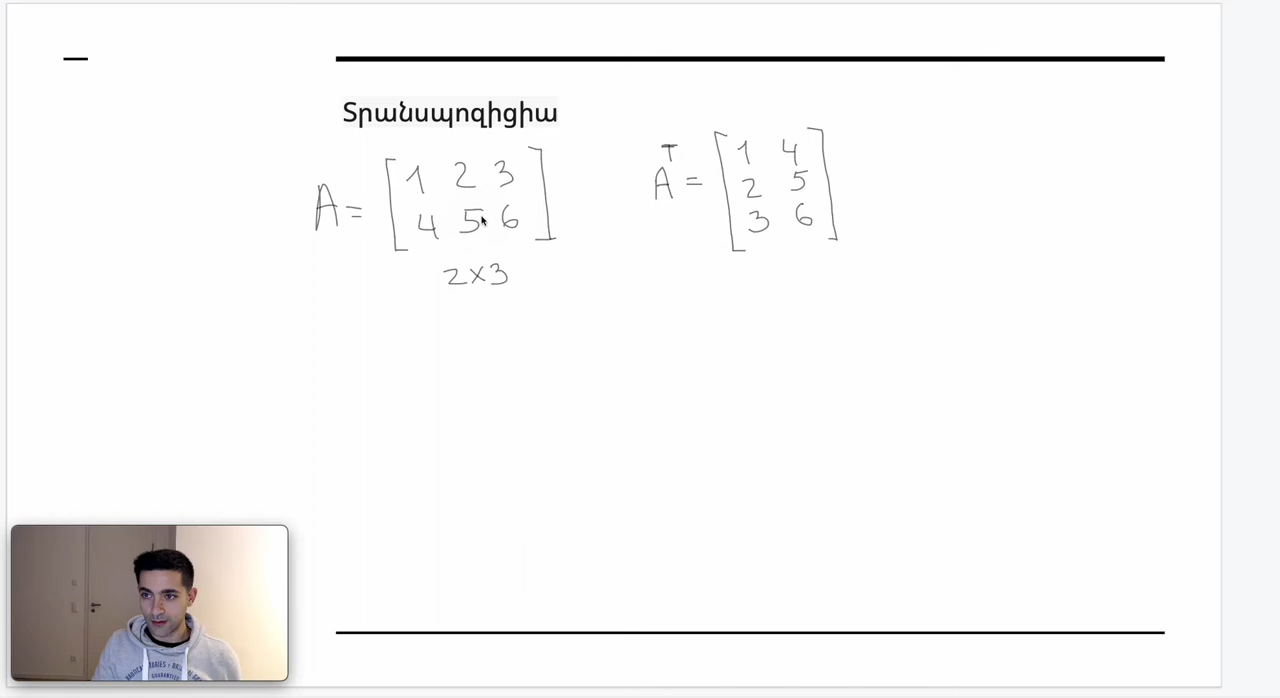 Տրանսպոզիցիա
A = [1 2 3
4 5 6]
2x3
Aᵀ = [1 4
2 5
3 6]